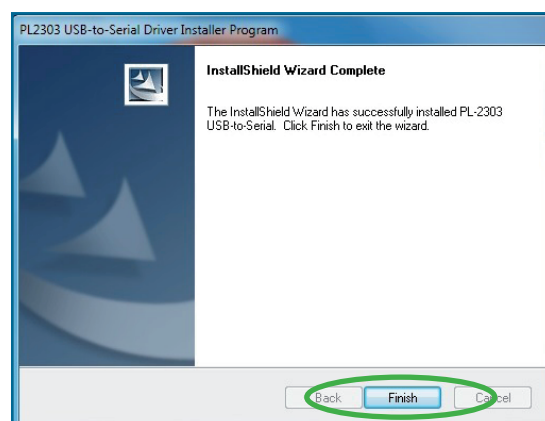 PL2303 USB-to-Serial Driver Installer Program
InstallShield Wizard Complete
The InstallShield Wizard has successfully installed PL-2303
USB-to-Serial. Click Finish to exit the wizard.
Back Finish Cancel